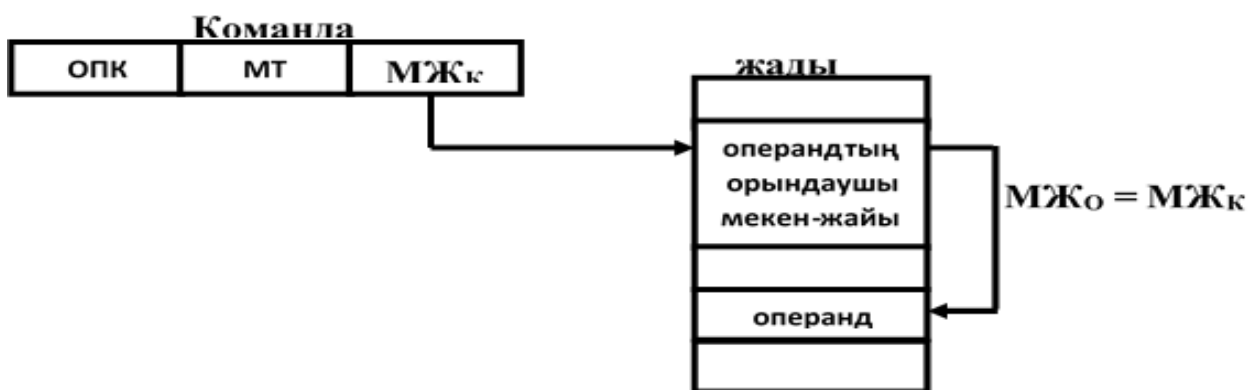 Команда
ОПК МТ МЖк
жады
операндтың
орындаушы
мекен-жайы
МЖО = МЖК
операнд